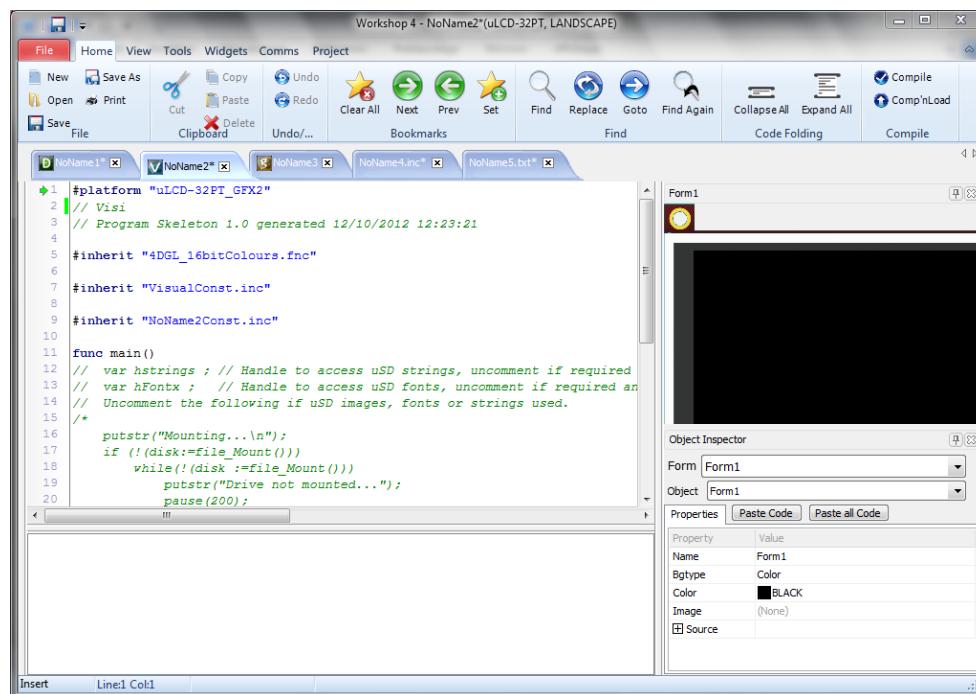 Workshop 4 - NoName2*(uLCD-32PT, LANDSCAPE)
File Home View Tools Widgets Comms Project
New Save As Copy Undo Compile
Open Print Cut Paste Redo Clear All Next Prev Set Find Replace Goto Find Again Collapse All Expand All Comp'nLoad
Save Delete
File Clipboard Undo/... Bookmarks Find Code Folding Compile
NoName1* NoName2* NoName3 NoName4.inc* NoName5.txt*
1 #platform "uLCD-32PT_GFX2"
2 // Visi
3 // Program Skeleton 1.0 generated 12/10/2012 12:23:21
4
5 #inherit "4DGL_16bitColours.fnc"
6
7 #inherit "VisualConst.inc"
8
9 #inherit "NoName2Const.inc"
10
11 func main()
12 //  var hstrings ; // Handle to access uSD strings, uncomment if required
13 //  var hFontx ;   // Handle to access uSD fonts, uncomment if required an
14 //  Uncomment the following if uSD images, fonts or strings used.
15 /*
16     putstr("Mounting...\n");
17     if (!(disk:=file_Mount()))
18         while(!(disk :=file_Mount()))
19             putstr("Drive not mounted...");
20             pause(200);
Form1
Object Inspector
Form Form1
Object Form1
Properties Paste Code Paste all Code
Property Value
Name Form1
Bgtype Color
Color BLACK
Image (None)
Source
Insert Line:1 Col:1